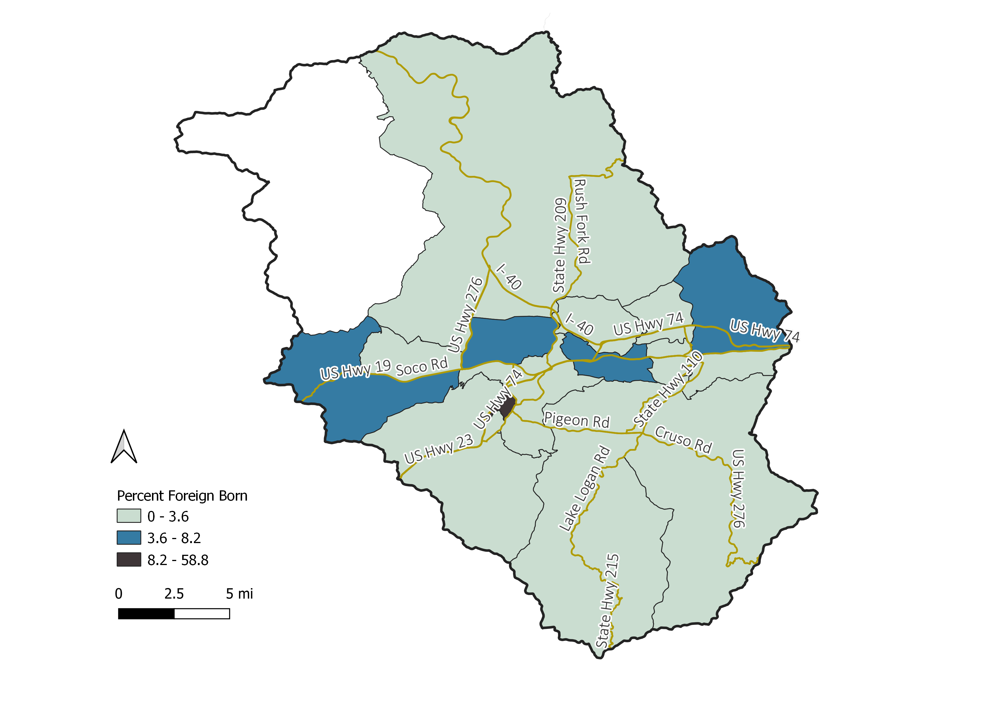 Rush Fork Rd
State Hwy 209
I- 40
US Hwy 276
I- 40
US Hwy 74
US Hwy 74
US Hwy 19
Soco Rd
State Hwy 110
US Hwy 74
Pigeon Rd
Cruso Rd
US Hwy 23
Lake Logan Rd
US Hwy 276
State Hwy 215
Percent Foreign Born
0 - 3.6
3.6 - 8.2
8.2 - 58.8
0 2.5 5 mi